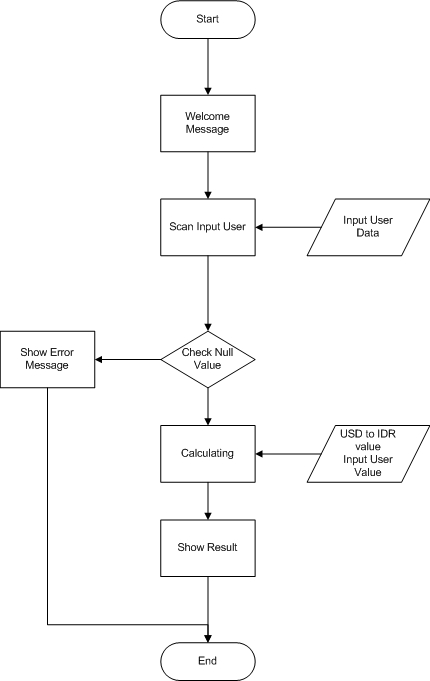 Start
Welcome
Message
Scan Input User
Input User
Data
Check Null
Value
Show Error
Message
Calculating
USD to IDR
value
Input User
Value
Show Result
End